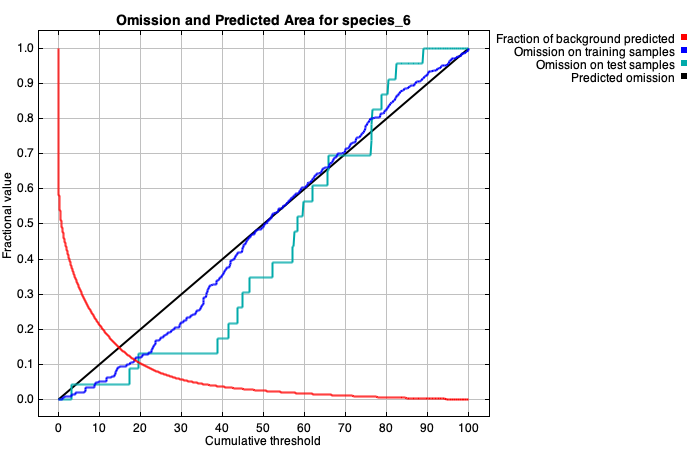 Omission and Predicted Area for species_6
Fraction of background predicted
Omission on training samples
Omission on test samples
Predicted omission
Fractional value
1.0
0.9
0.8
0.7
0.6
0.5
0.4
0.3
0.2
0.1
0.0
0 10 20 30 40 50 60 70 80 90 100
Cumulative threshold